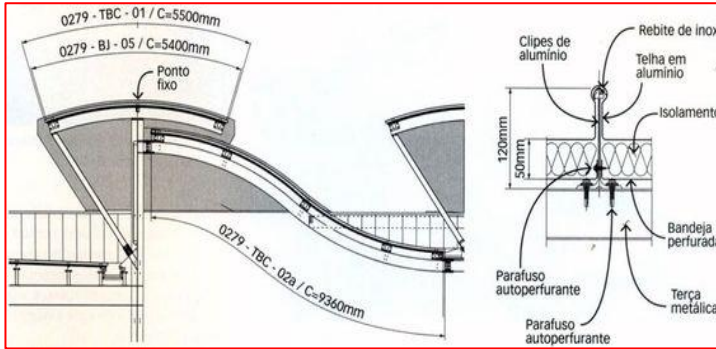 0279 - TBC - 01 / C=5500mm
0279 - BJ - 05 / C=5400mm
Ponto
fixo
0279 - TBC - 02a / C=9360mm
Rebite de inox
Clipes de
alumínio
Telha em
alumínio
Isolamento
120mm
50mm
Bandeja
perfurada
Parafuso
autoperfurante
Terça
metálica
Parafuso
autoperfurante